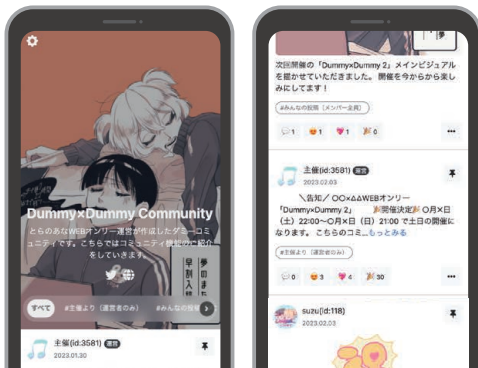 Dummy×Dummy Community
とらのあなWEBオンリー運営が作成したダミーコミ
ュニティです。こちらではコミュニティ機能のご紹介
をしていきます。
すべて
#主催より（運営者のみ）
#みんなの投稿
主催(id:3581) 運営
2023.01.30
次回開催の「Dummy×Dummy 2」メインビジュアル
を描かせていただきました。開催を今からから楽し
みにしてます！
#みんなの投稿（メンバー全員）
1 1 1 0
主催(id:3581) 運営
2023.02.03
＼告知／ 〇〇×△△WEBオンリー
「Dummy×Dummy 2」 開催決定 〇月×日
（土）22:00〜〇月×日（日）21:00 で土日の開催に
なります。 こちらのコミ...もっとみる
#主催より（運営者のみ）
0 3 4 30
suzu(id:118)
2023.02.03